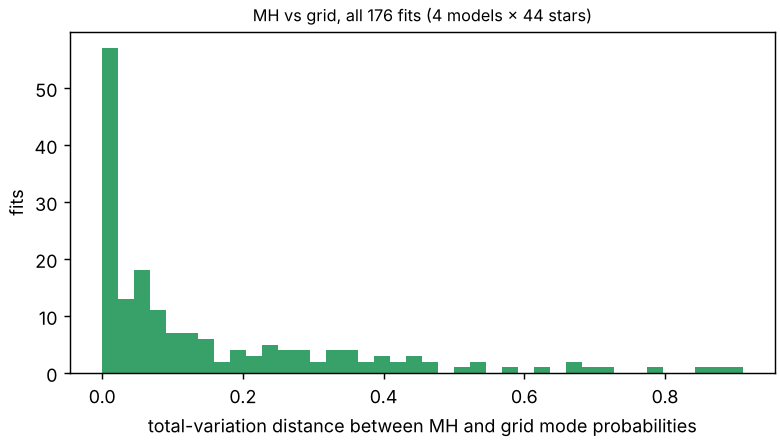 MH vs grid, all 176 fits (4 models × 44 stars)
fits
50
40
30
20
10
0
0.0 0.2 0.4 0.6 0.8
total-variation distance between MH and grid mode probabilities